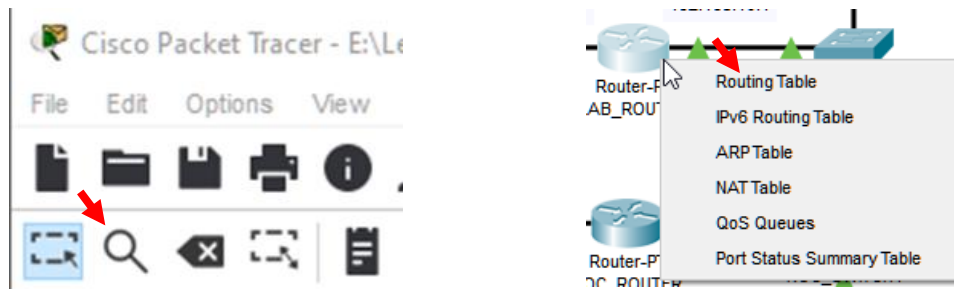 Cisco Packet Tracer - E:\Le
File Edit Options View
Router-P
AB_ROUT
Routing Table
IPv6 Routing Table
ARP Table
NAT Table
QoS Queues
Port Status Summary Table
Router-PT
OC_ROUTER